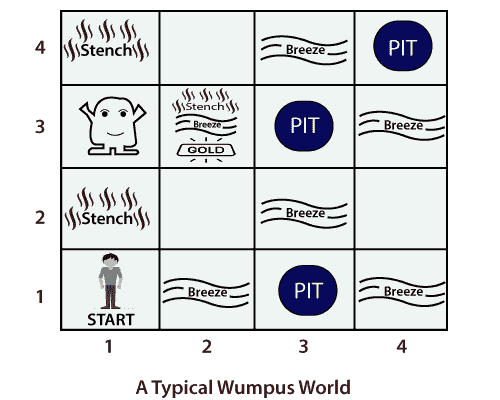 4
Stench
Breeze
PIT
3
Stench
Breeze
GOLD
PIT
Breeze
2
Stench
Breeze
1
START
Breeze
PIT
Breeze
1 2 3 4
A Typical Wumpus World